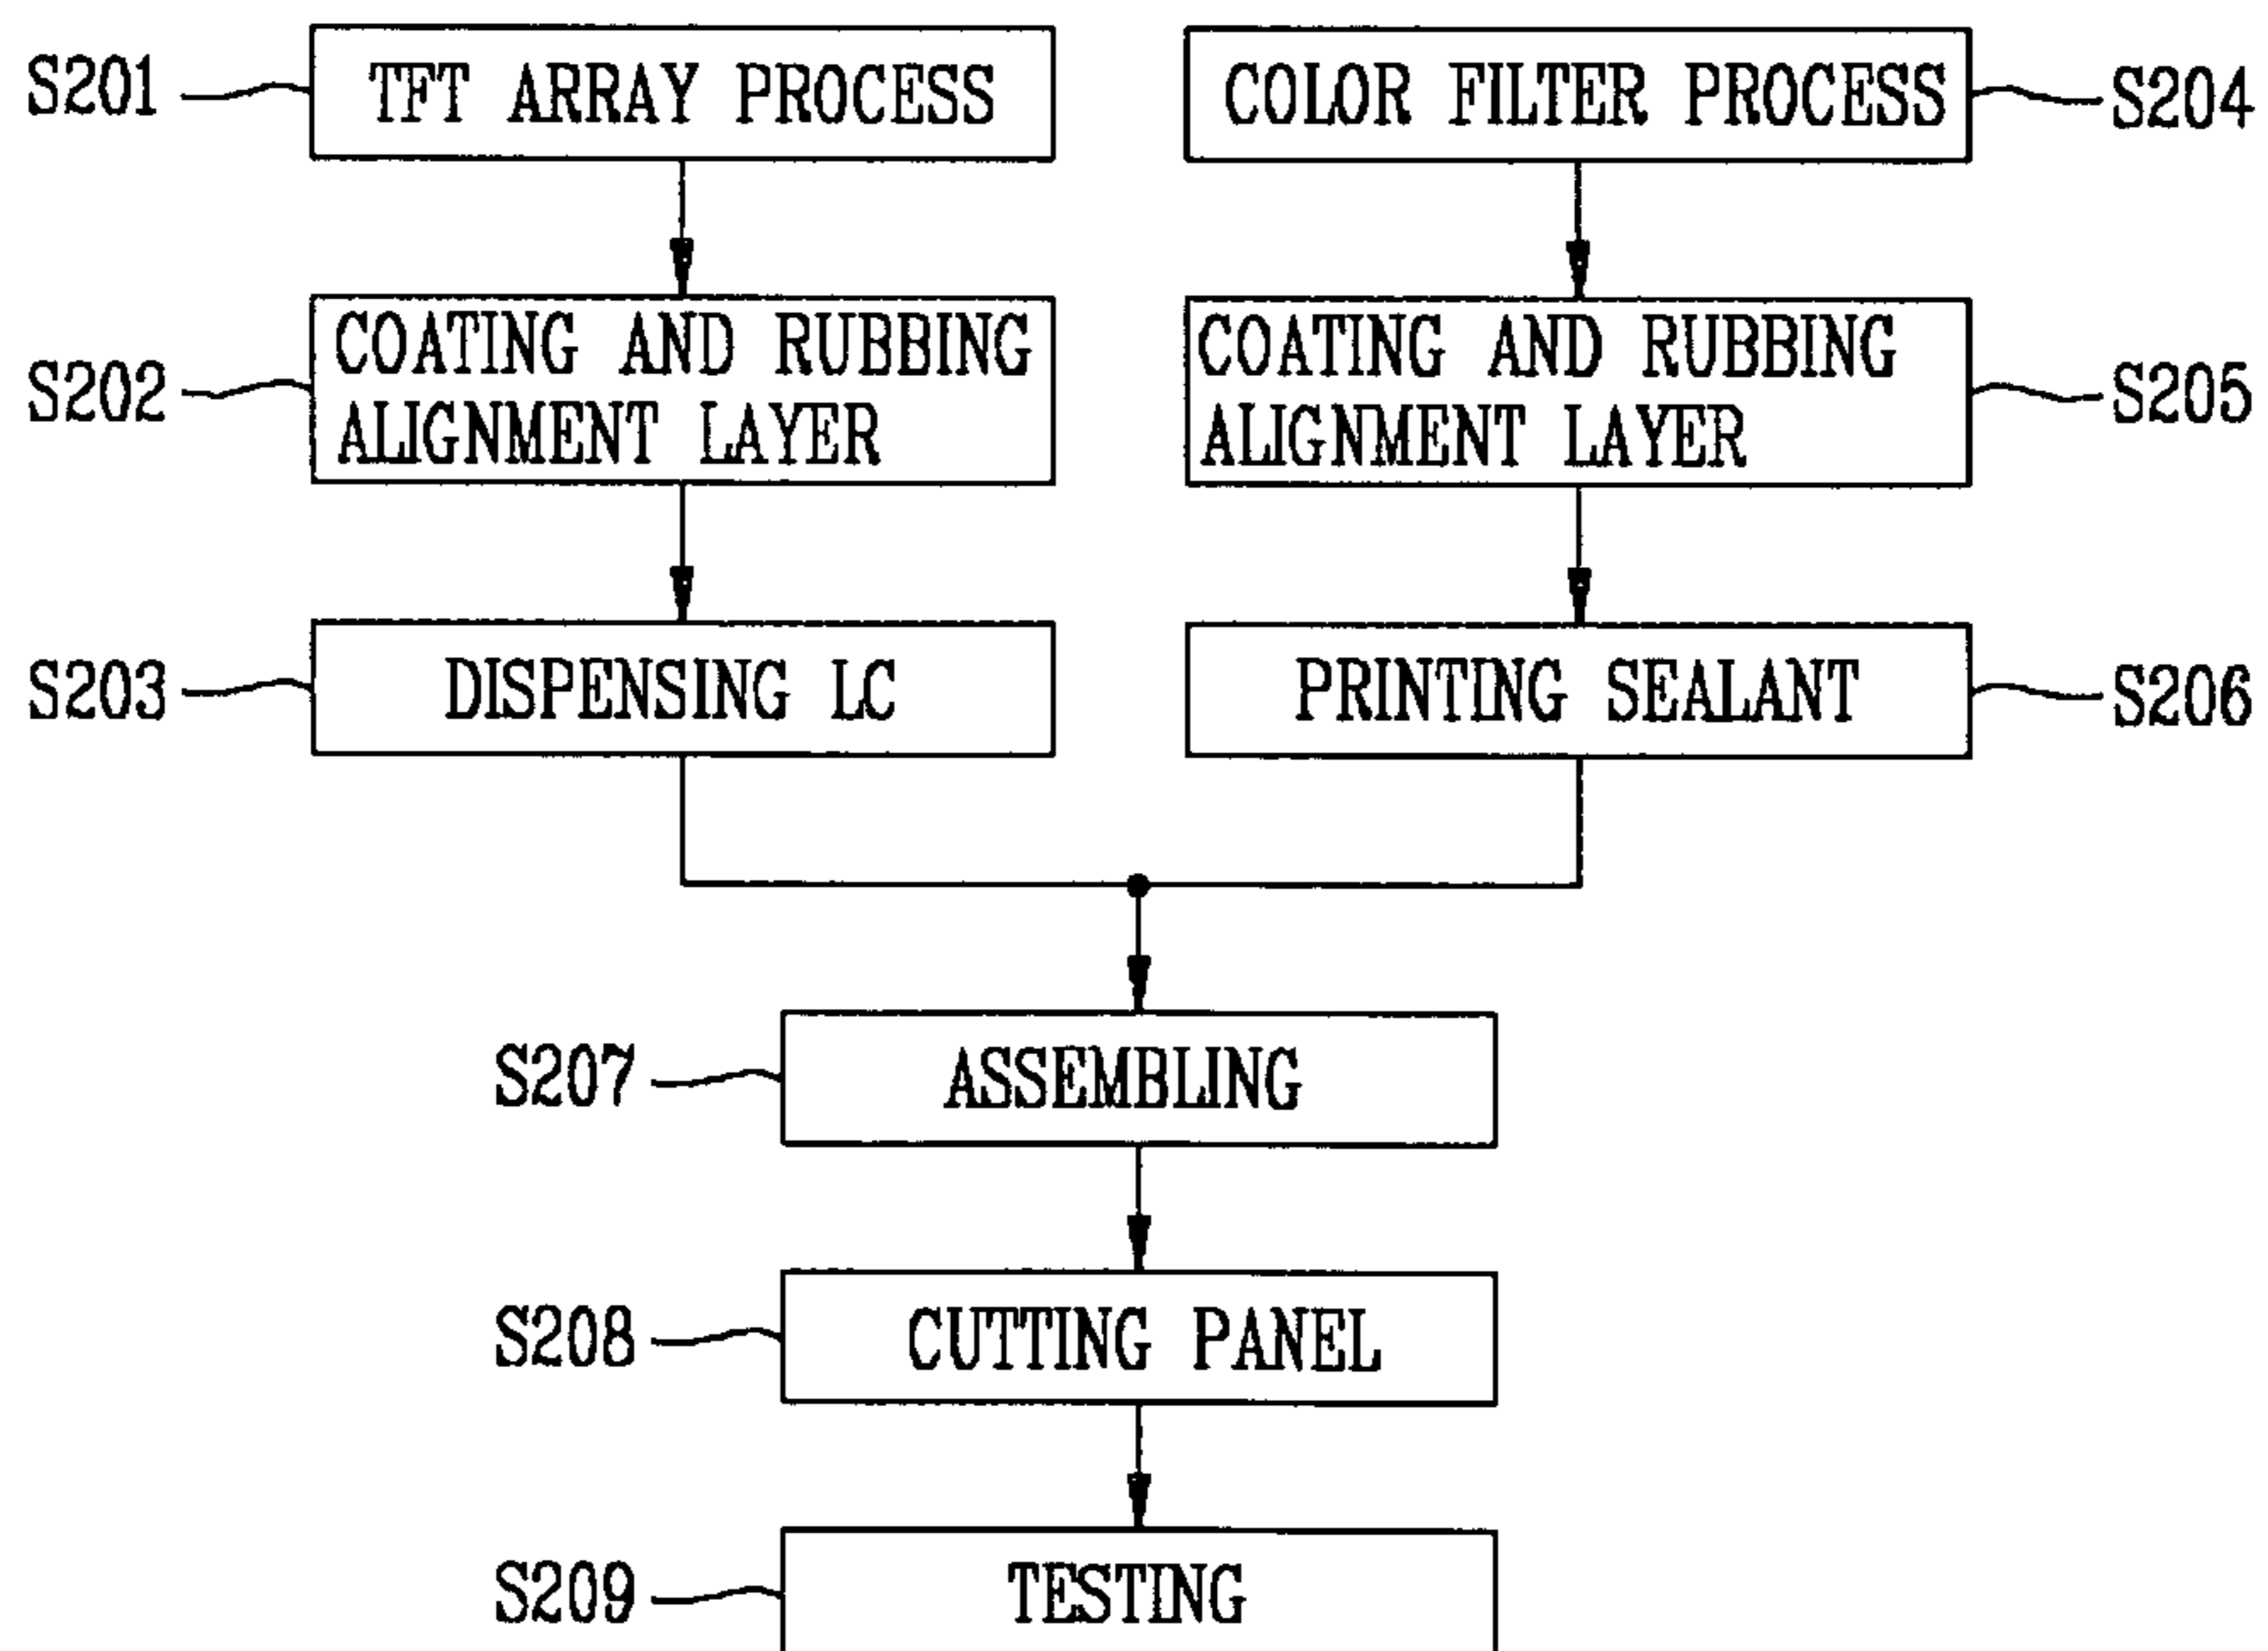 S201
TFT ARRAY PROCESS
COLOR FILTER PROCESS
S204
S202
COATING AND RUBBING
ALIGNMENT LAYER
COATING AND RUBBING
ALIGNMENT LAYER
S205
S203
DISPENSING LC
PRINTING SEALANT
S206
S207
ASSEMBLING
S208
CUTTING PANEL
S209
TESTING